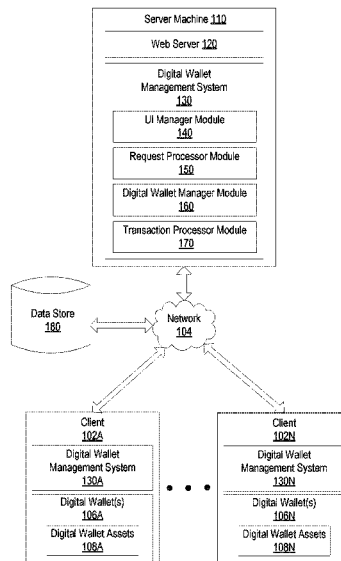 Server Machine 110
Web Server 120
Digital Wallet
Management System
130
UI Manager Module
140
Request Processor Module
150
Digital Wallet Manager Module
160
Transaction Processor Module
170
Data Store
180
Network
104
Client
102A
Digital Wallet
Management System
130A
Digital Wallet(s)
106A
Digital Wallet Assets
108A
Client
102N
Digital Wallet
Management System
130N
Digital Wallet(s)
106N
Digital Wallet Assets
108N